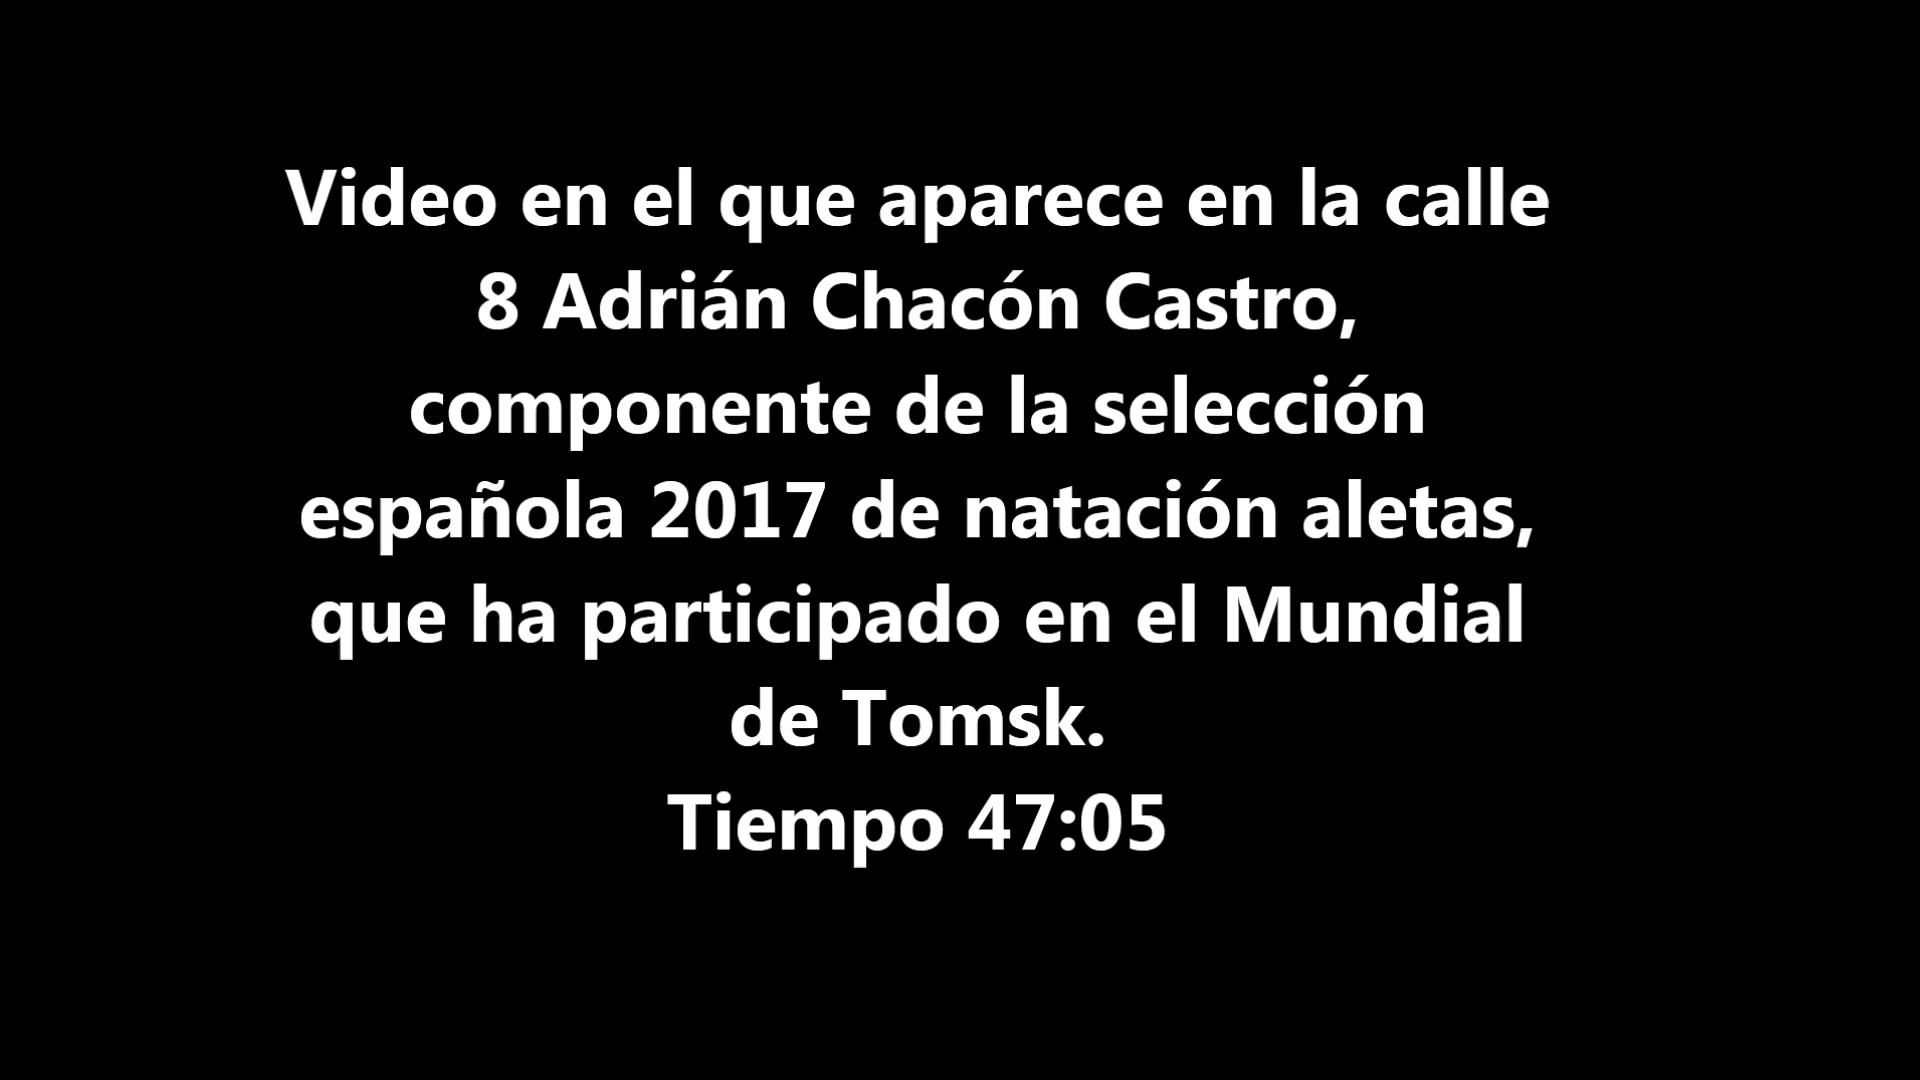 Video en el que aparece en la calle
8 Adrián Chacón Castro,
componente de la selección
española 2017 de natación aletas,
que ha participado en el Mundial
de Tomsk.
Tiempo 47:05